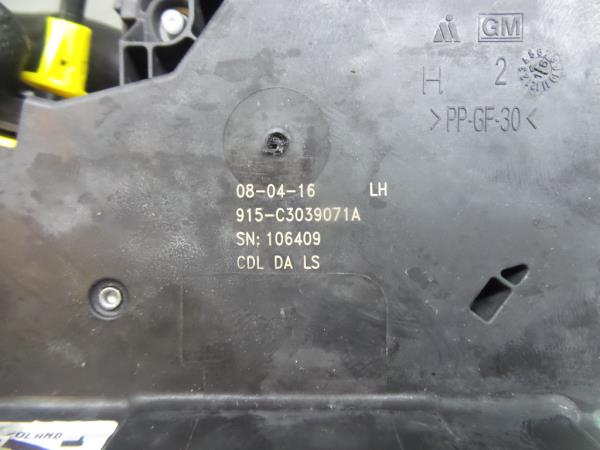 GM
H 2
>PP-GF-30<
08-04-16 LH
915-C3039071A
SN: 106409
CDL DA LS